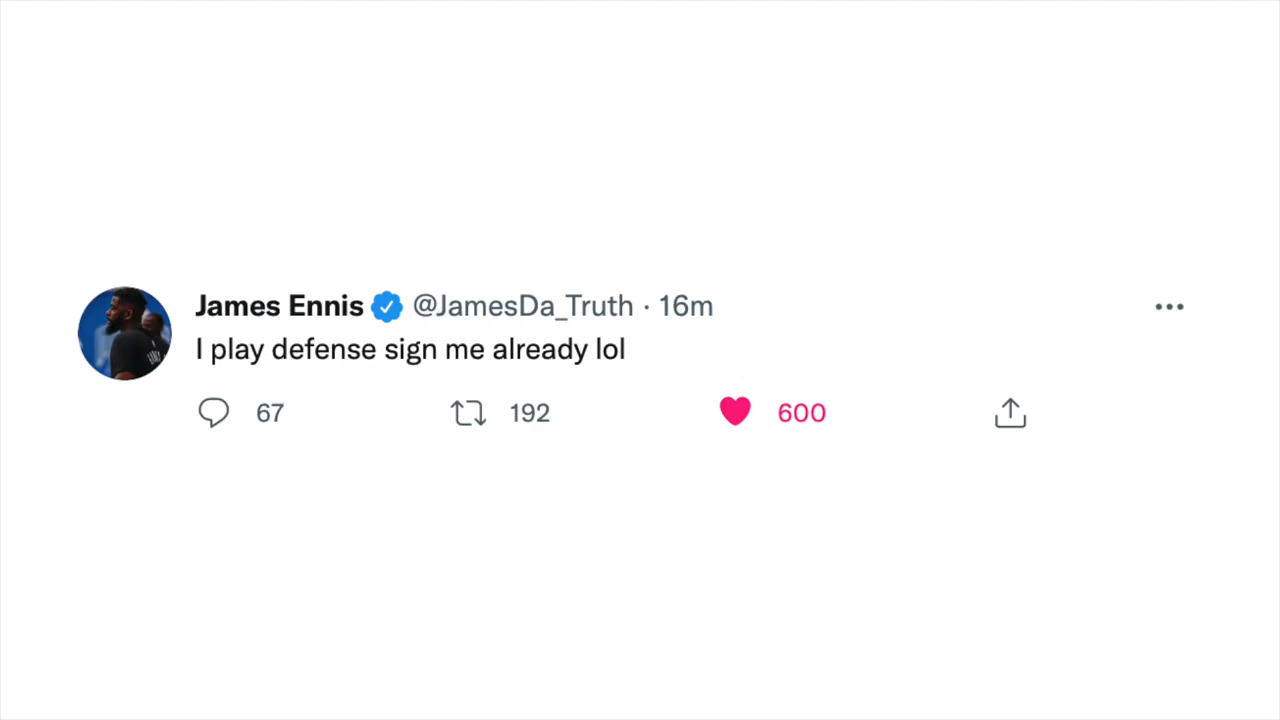 James Ennis @JamesDa_Truth · 16m
I play defense sign me already lol
67 192 600